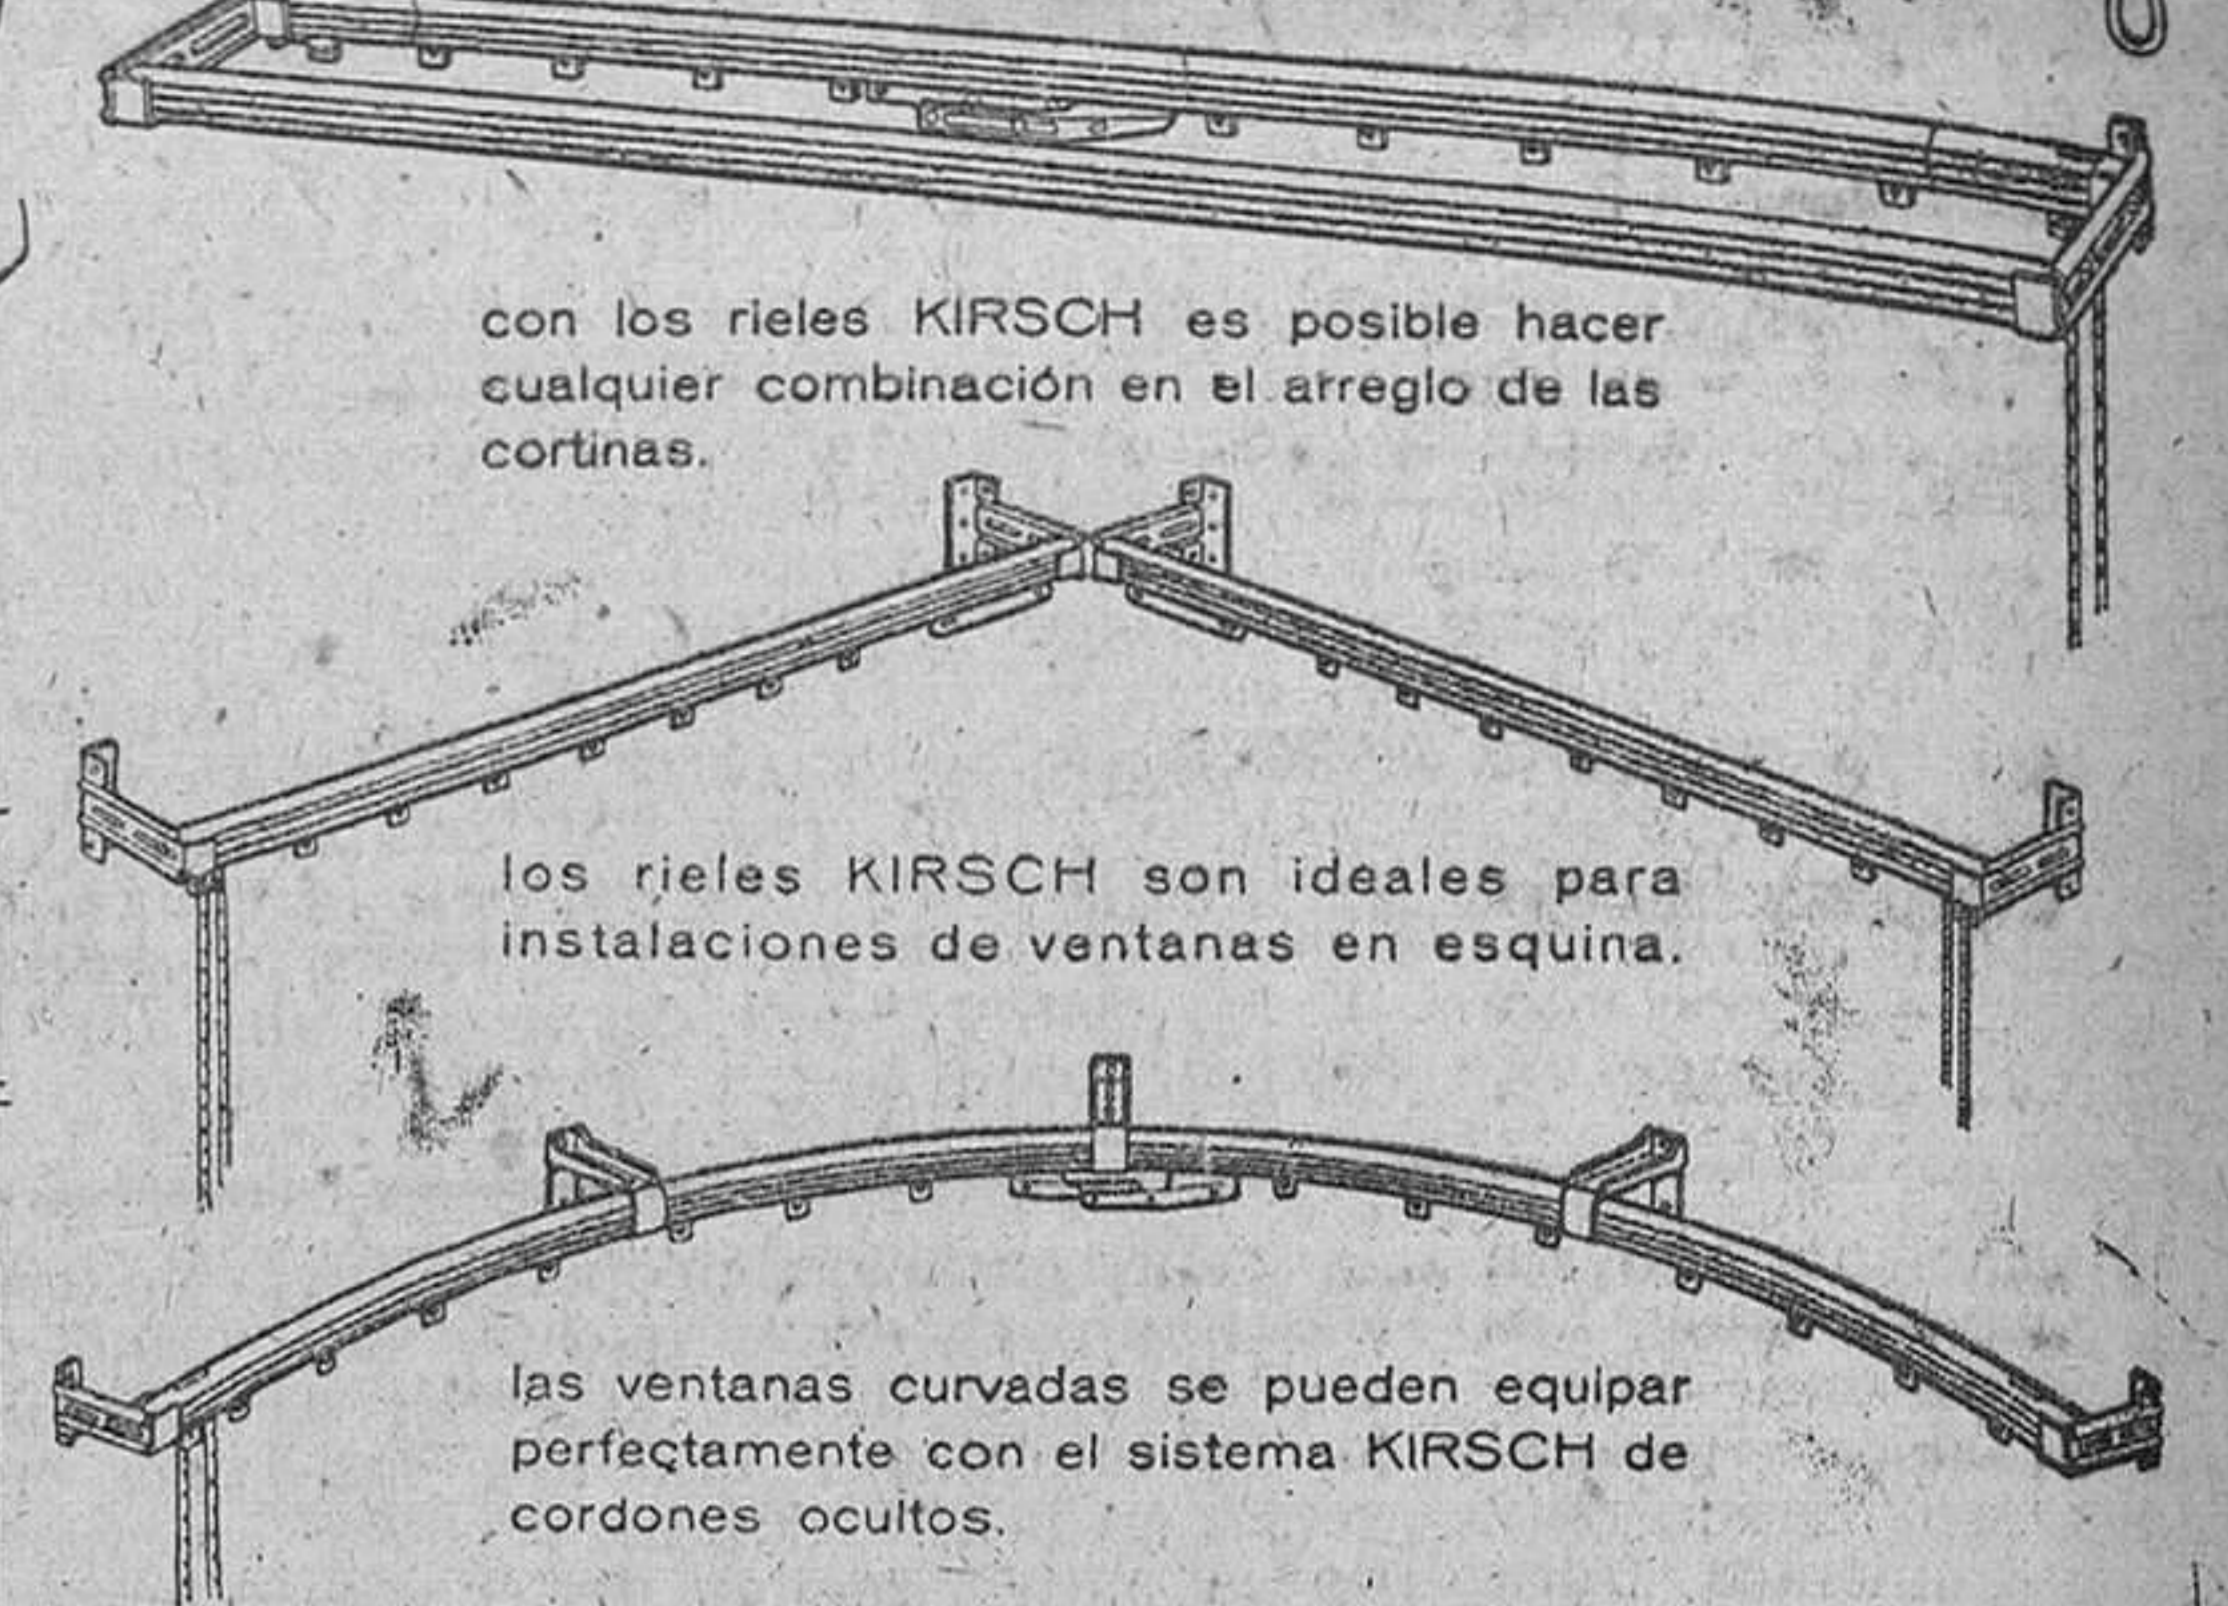 con los rieles KIRSCH es posible hacer
cualquier combinación en el arreglo de las
cortinas.
los rieles KIRSCH son ideales para
instalaciones de ventanas en esquina.
las ventanas curvadas se pueden equipar
perfectamente con el sistema KIRSCH de
cordones ocultos.